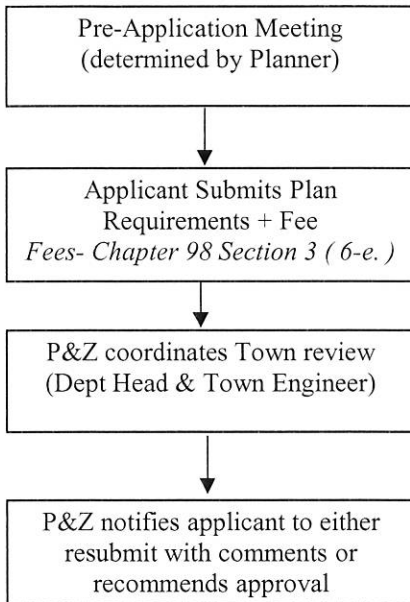 Pre-Application Meeting
(determined by Planner)
Applicant Submits Plan
Requirements + Fee
Fees- Chapter 98 Section 3 ( 6-e. )
P&Z coordinates Town review
(Dept Head & Town Engineer)
P&Z notifies applicant to either
resubmit with comments or
recommends approval